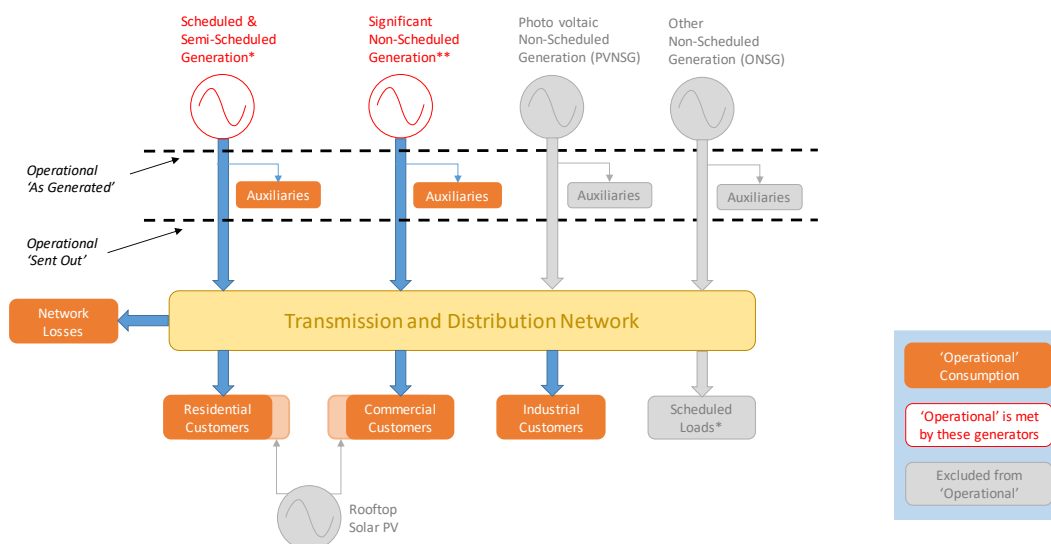 Scheduled &
Semi-Scheduled
Generation*
Significant
Non-Scheduled
Generation**
Photo voltaic
Non-Scheduled
Generation (PVNSG)
Other
Non-Scheduled
Generation (ONSG)
Operational
‘As Generated’
Auxiliaries
Auxiliaries
Auxiliaries
Auxiliaries
Operational
‘Sent Out’
Network
Losses
Transmission and Distribution Network
Residential
Customers
Commercial
Customers
Industrial
Customers
Scheduled
Loads*
Rooftop
Solar PV
‘Operational’
Consumption
‘Operational’ is met
by these generators
Excluded from
‘Operational’